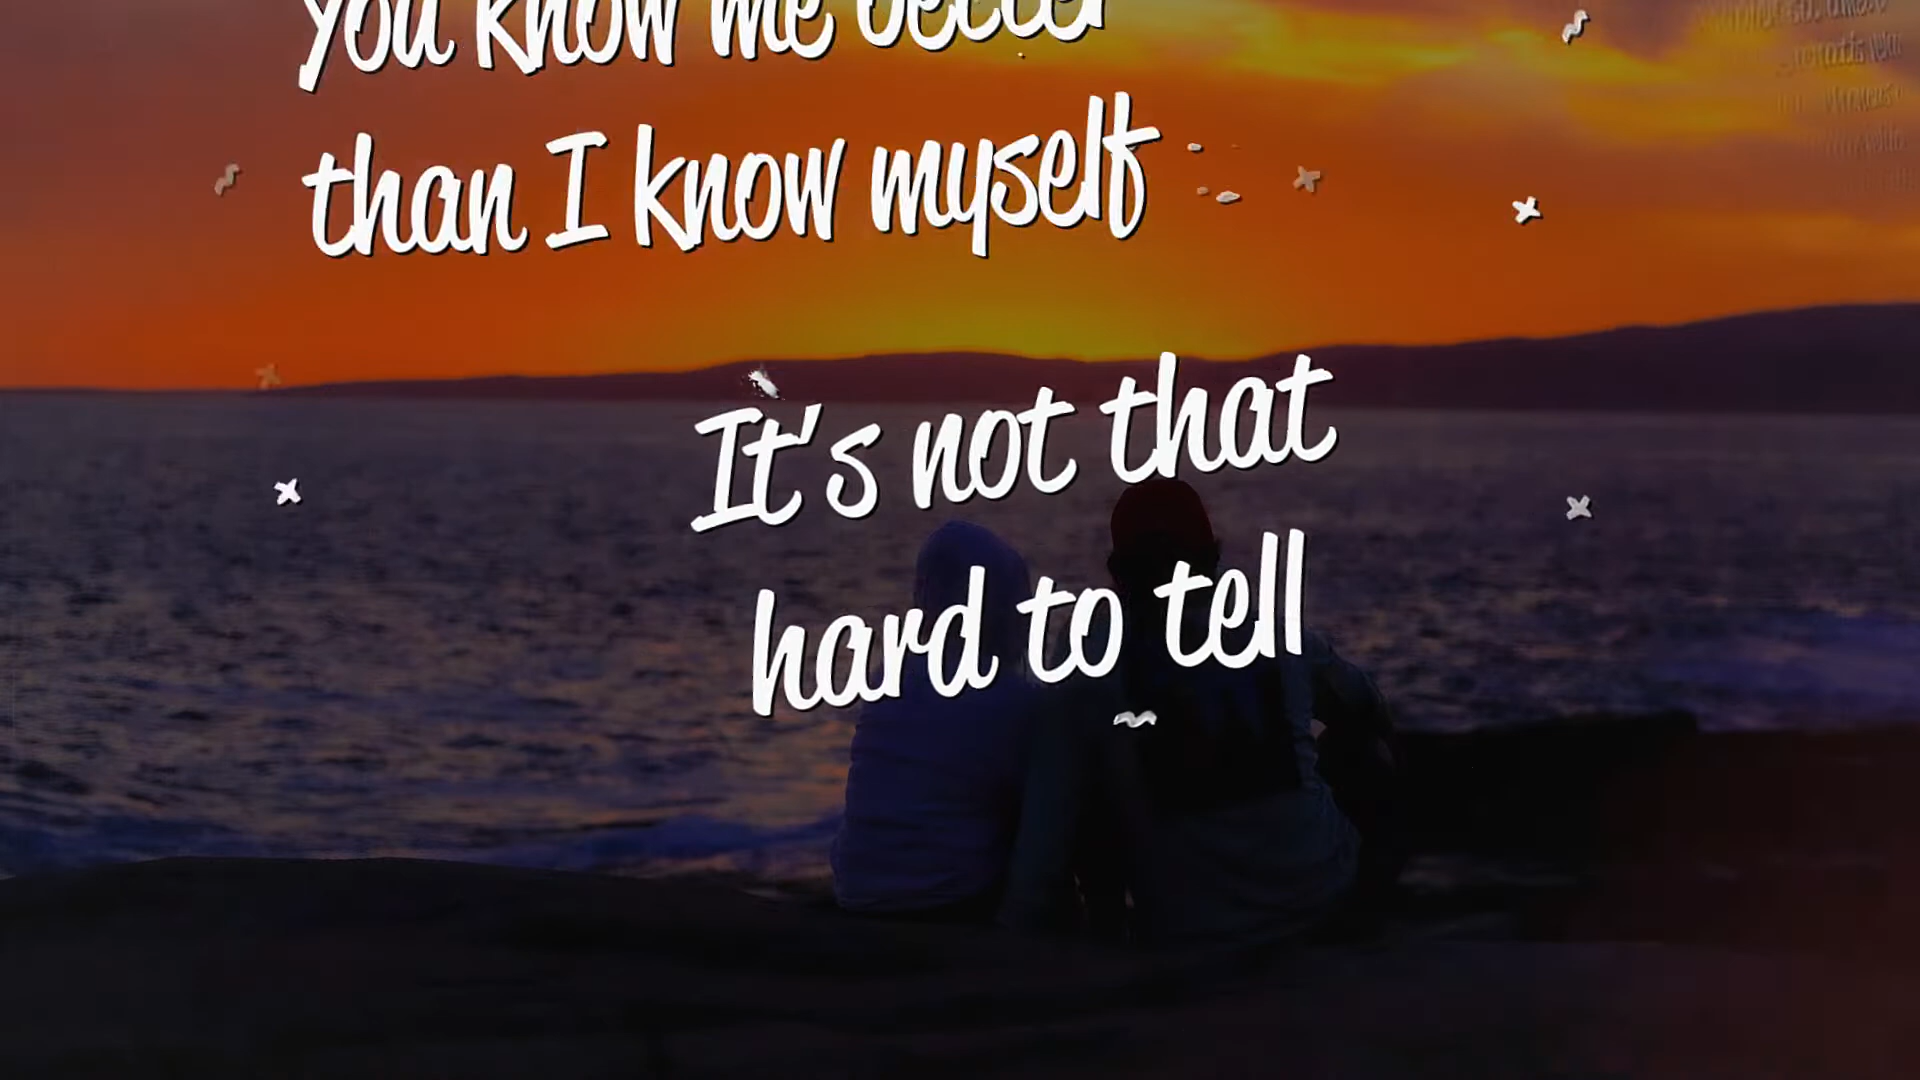 you know me better
than I know myself
It's not that
hard to tell